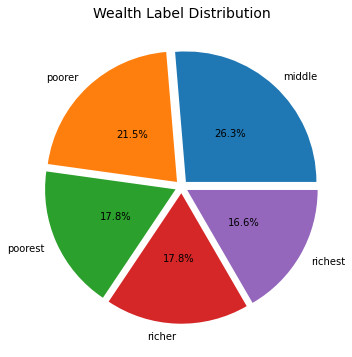 Wealth Label Distribution
middle
26.3%
poorer
21.5%
poorest
17.8%
richer
17.8%
richest
16.6%